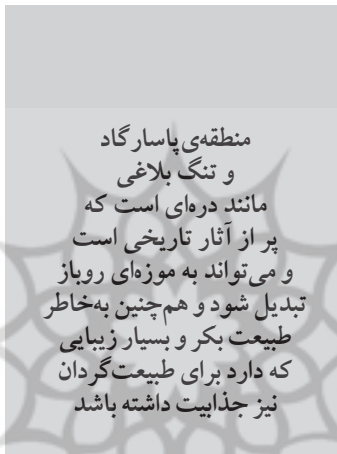 منطقه‌ی پاسارگاد
و تنگ بلاغی
مانند دره‌ای است که
پر از آثار تاریخی است
و می‌تواند به موزه‌ای روباز
تبدیل شود و هم‌چنین به‌خاطر
طبیعت بکر و بسیار زیبایی
که دارد برای طبیعت‌گردان
نیز جذابیت داشته باشد